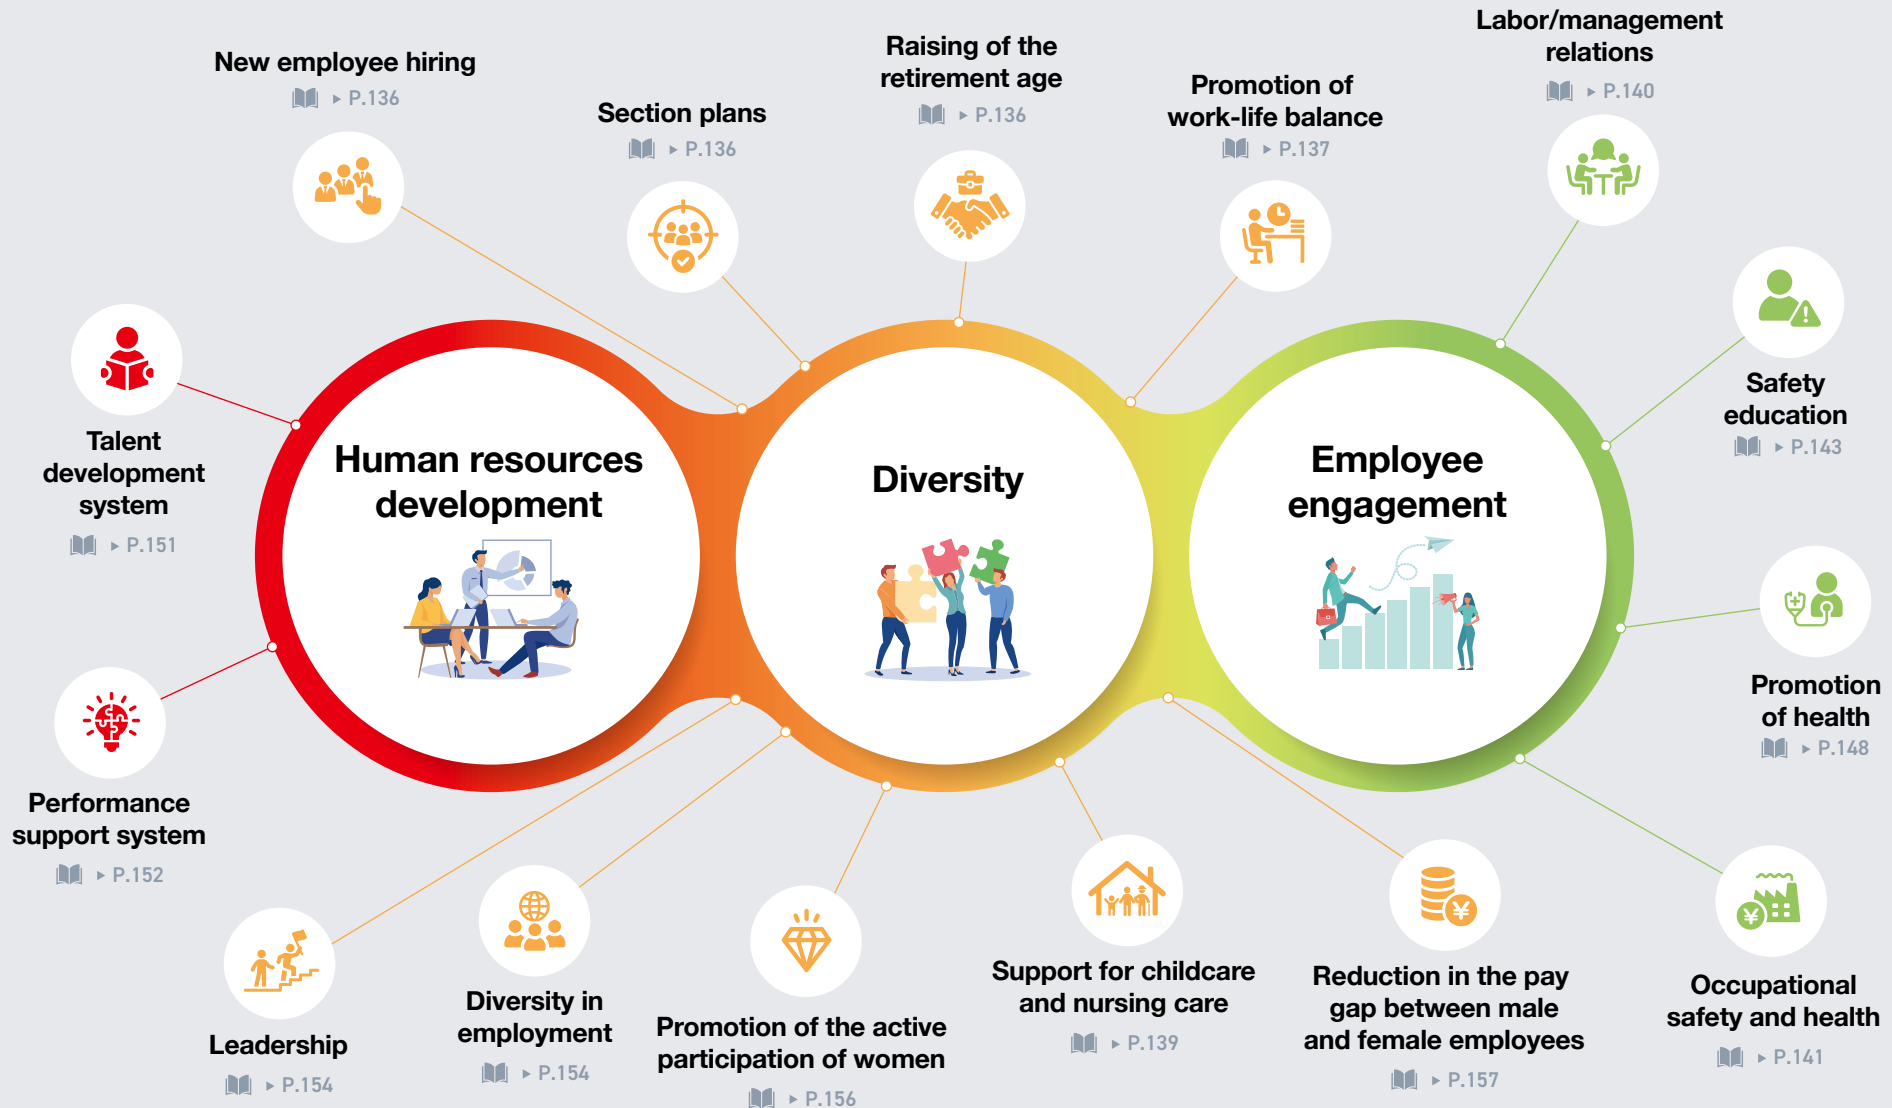 New employee hiring
▶ P.136
Section plans
▶ P.136
Raising of the
retirement age
▶ P.136
Promotion of
work-life balance
▶ P.137
Labor/management
relations
▶ P.140
Safety
education
▶ P.143
Talent
development
system
▶ P.151
Human resources
development
Diversity
Employee
engagement
Promotion
of health
▶ P.148
Performance
support system
▶ P.152
Leadership
▶ P.154
Diversity in
employment
▶ P.154
Promotion of the active
participation of women
▶ P.156
Support for childcare
and nursing care
▶ P.139
¥
Reduction in the pay
gap between male
and female employees
▶ P.157
¥
Occupational
safety and health
▶ P.141